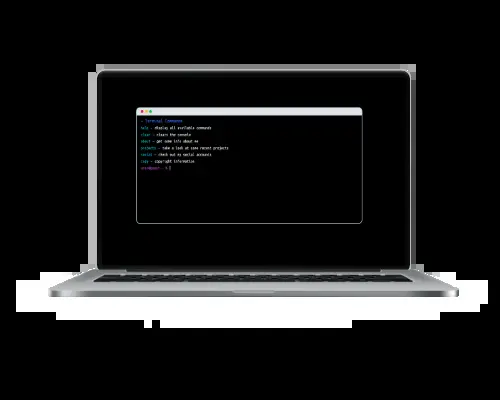 ~ Terminal Commands
help ~ display all available commands
clear ~ clears the console
about ~ get some info about me
projects ~ take a look at some recent projects
social ~ check out my social accounts
copy ~ copyright information